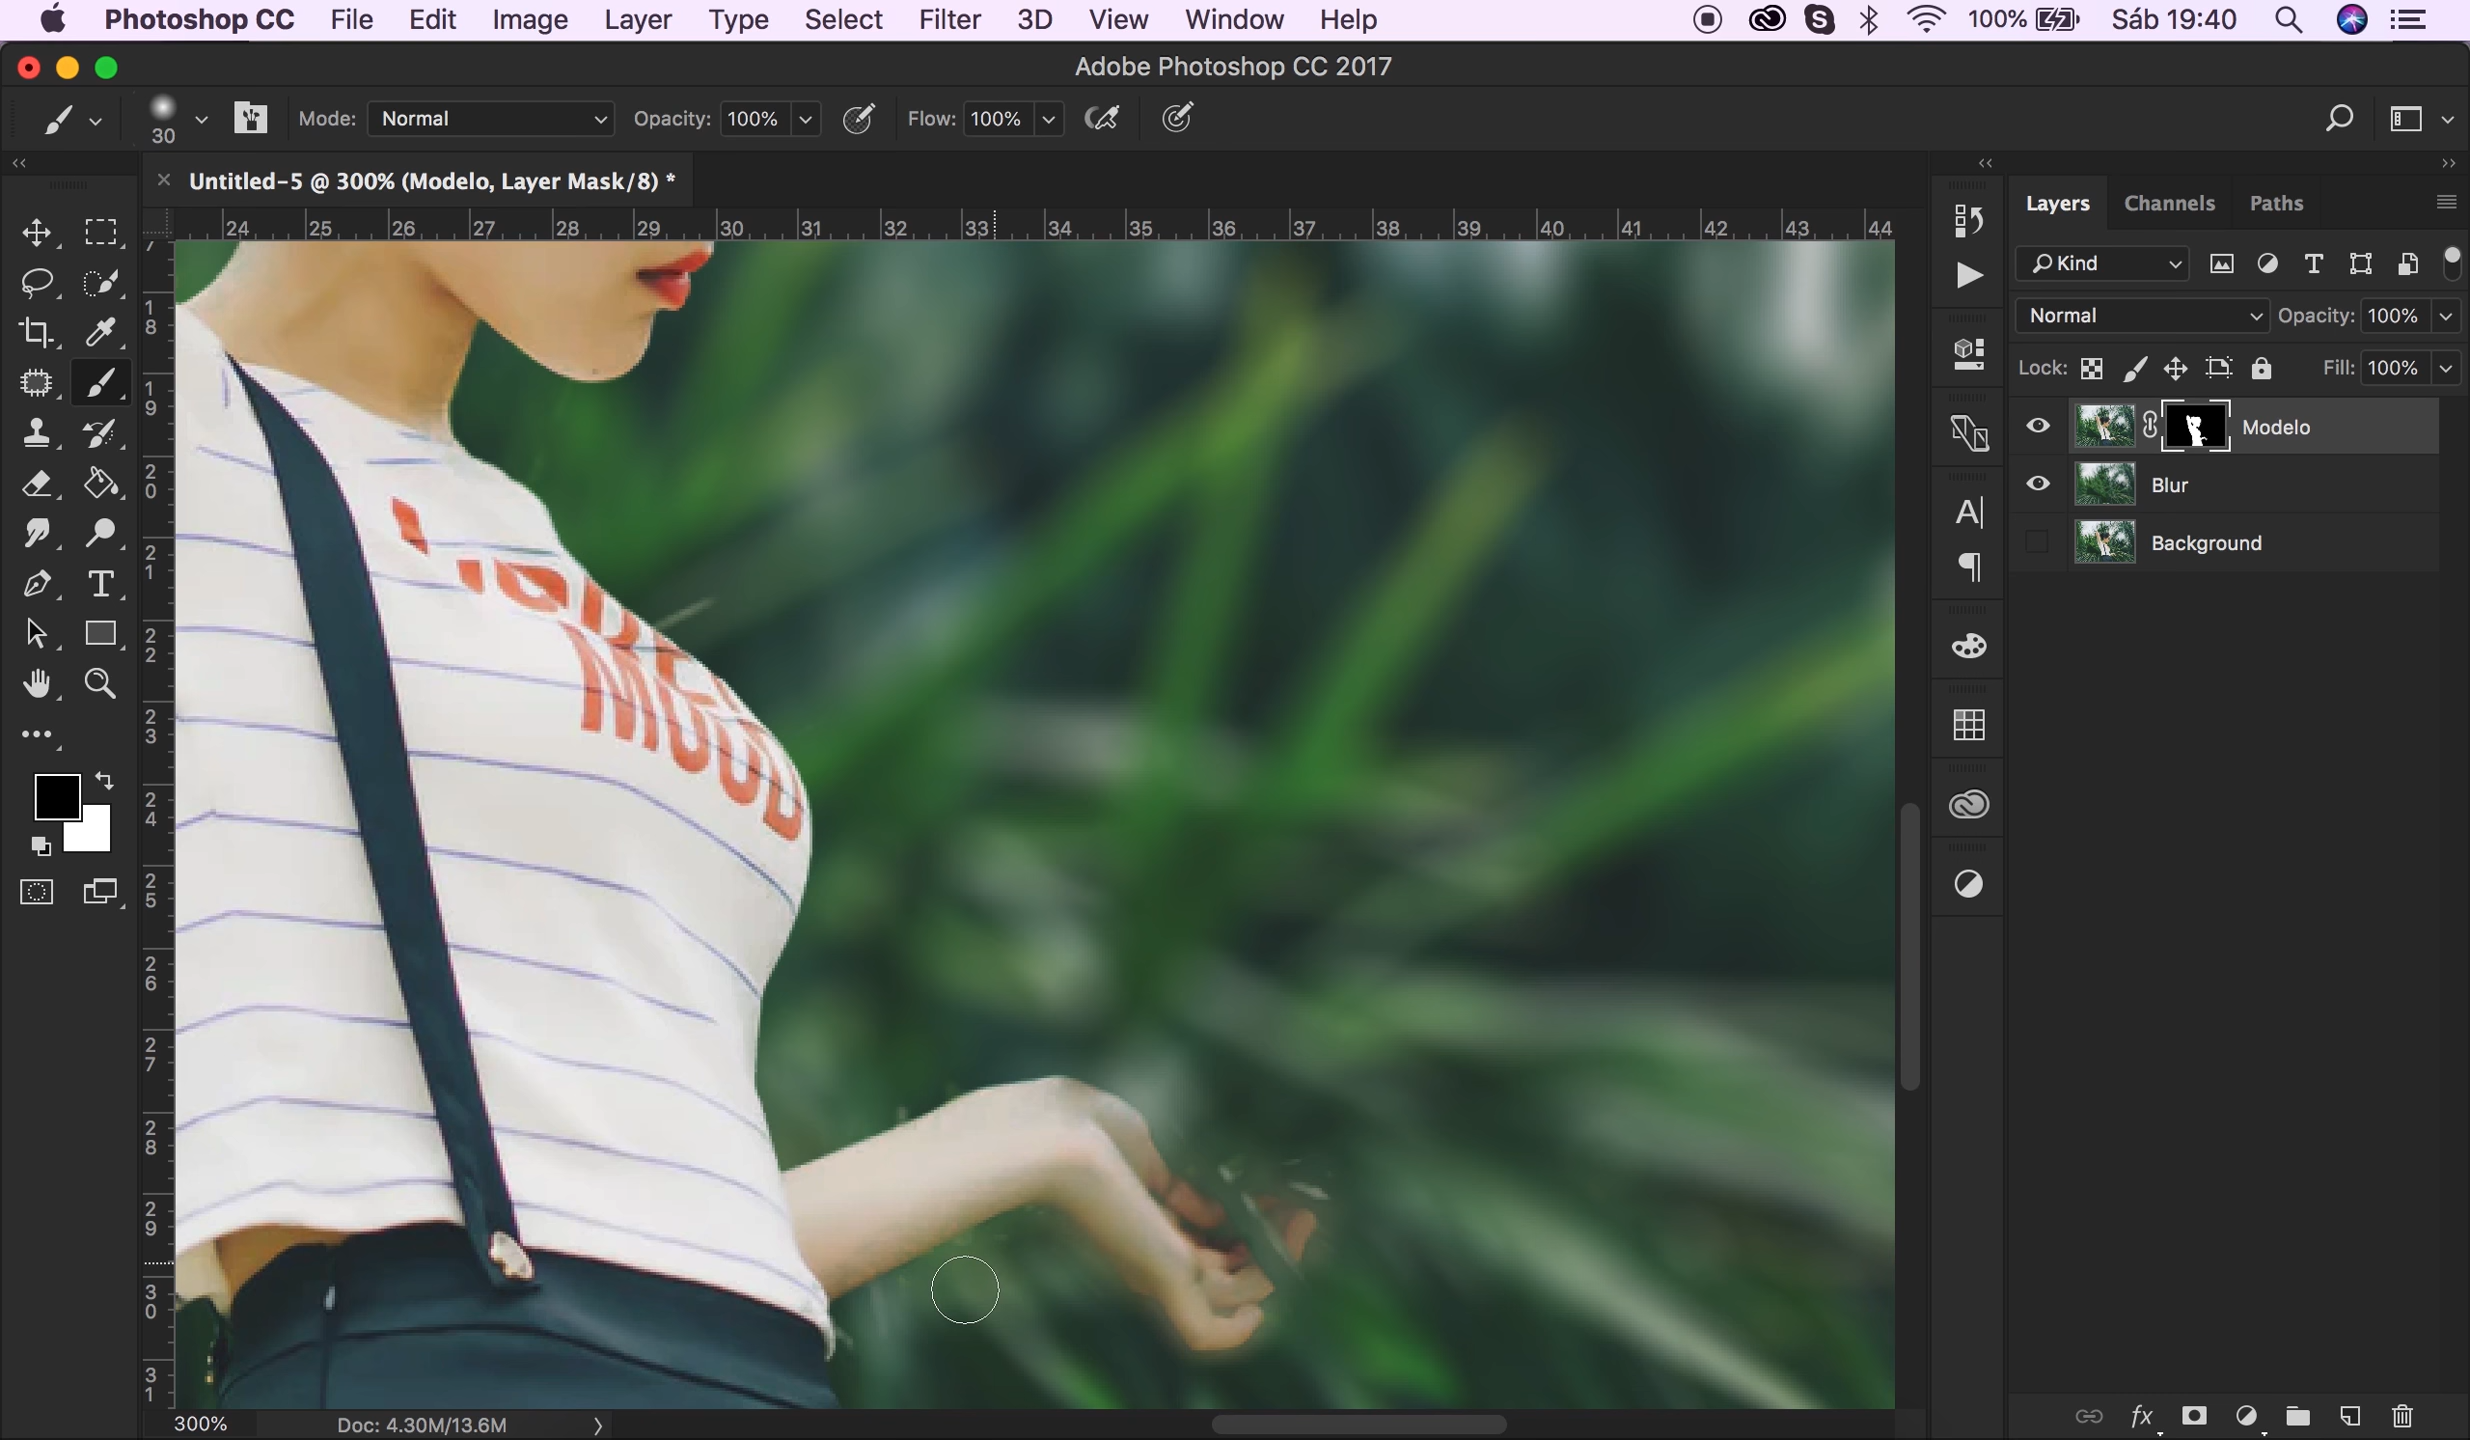 Photoshop CC File Edit Image Layer Type Select Filter 3D View Window Help 100% Sáb 19:40
Adobe Photoshop CC 2017
30 Mode: Normal Opacity: 100% Flow: 100%
Untitled-5 @ 300% (Modelo, Layer Mask/8) *
24 25 26 27 28 29 30 31 32 33 34 35 36 37 38 39 40 41 42 43 44
7
18
19
20
21
22
23
24
25
26
27
28
29
30
31
MOOD
Layers Channels Paths
Kind
Normal Opacity: 100%
Lock: Fill: 100%
Modelo
Blur
Background
fx
300% Doc: 4.30M/13.6M